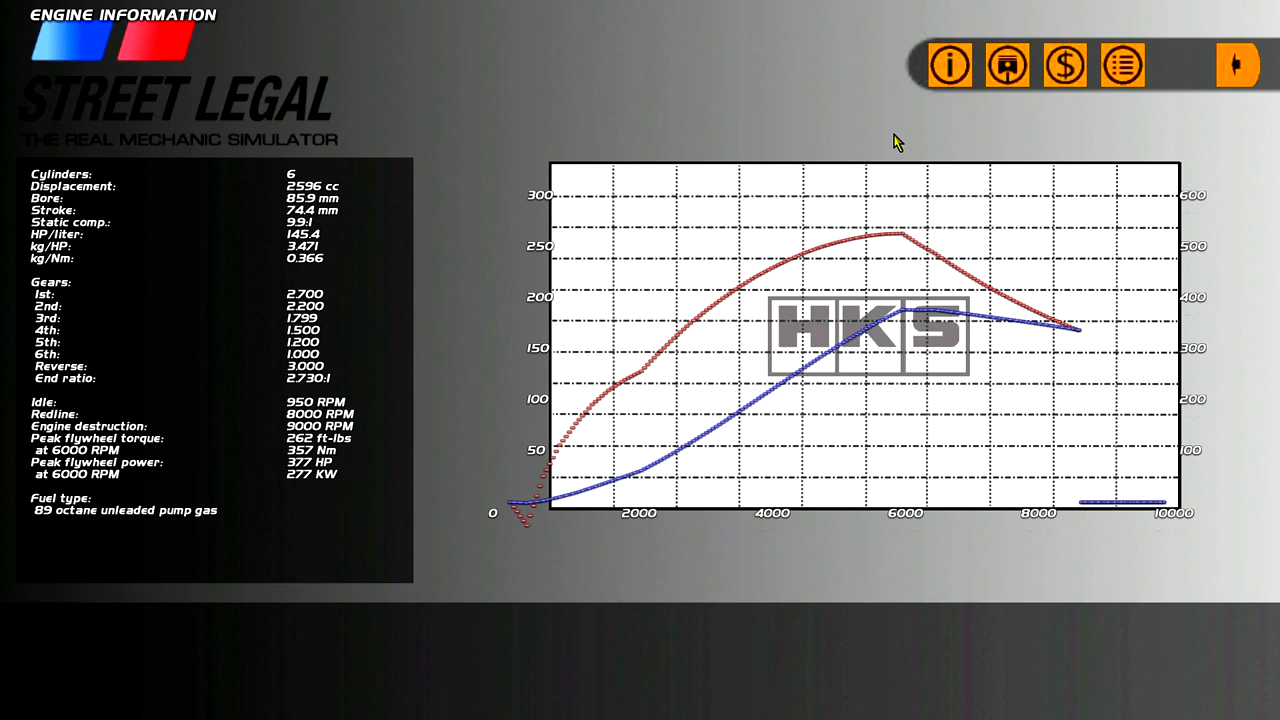 ENGINE INFORMATION
STREET LEGAL
THE REAL MECHANIC SIMULATOR
Cylinders: 6
Displacement: 2596 cc
Bore: 85.9 mm
Stroke: 74.4 mm
Static comp.: 9.9:1
HP/liter: 145.4
kg/HP: 3.471
kg/Nm: 0.366
Gears:
1st: 2.700
2nd: 2.200
3rd: 1.799
4th: 1.500
5th: 1.200
6th: 1.000
Reverse: 3.000
End ratio: 2.730:1
Idle: 950 RPM
Redline: 8000 RPM
Engine destruction: 9000 RPM
Peak flywheel torque: 262 ft-lbs
at 6000 RPM 357 Nm
Peak flywheel power: 377 HP
at 6000 RPM 277 KW
Fuel type:
89 octane unleaded pump gas
300 600
250 500
200 400
HKS
150 300
100 200
50 100
0 2000 4000 6000 8000 10000